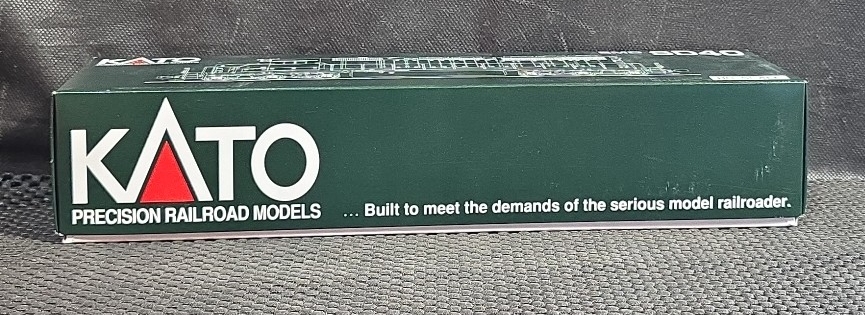 KATO
SD40
KATO
PRECISION RAILROAD MODELS
... Built to meet the demands of the serious model railroader.